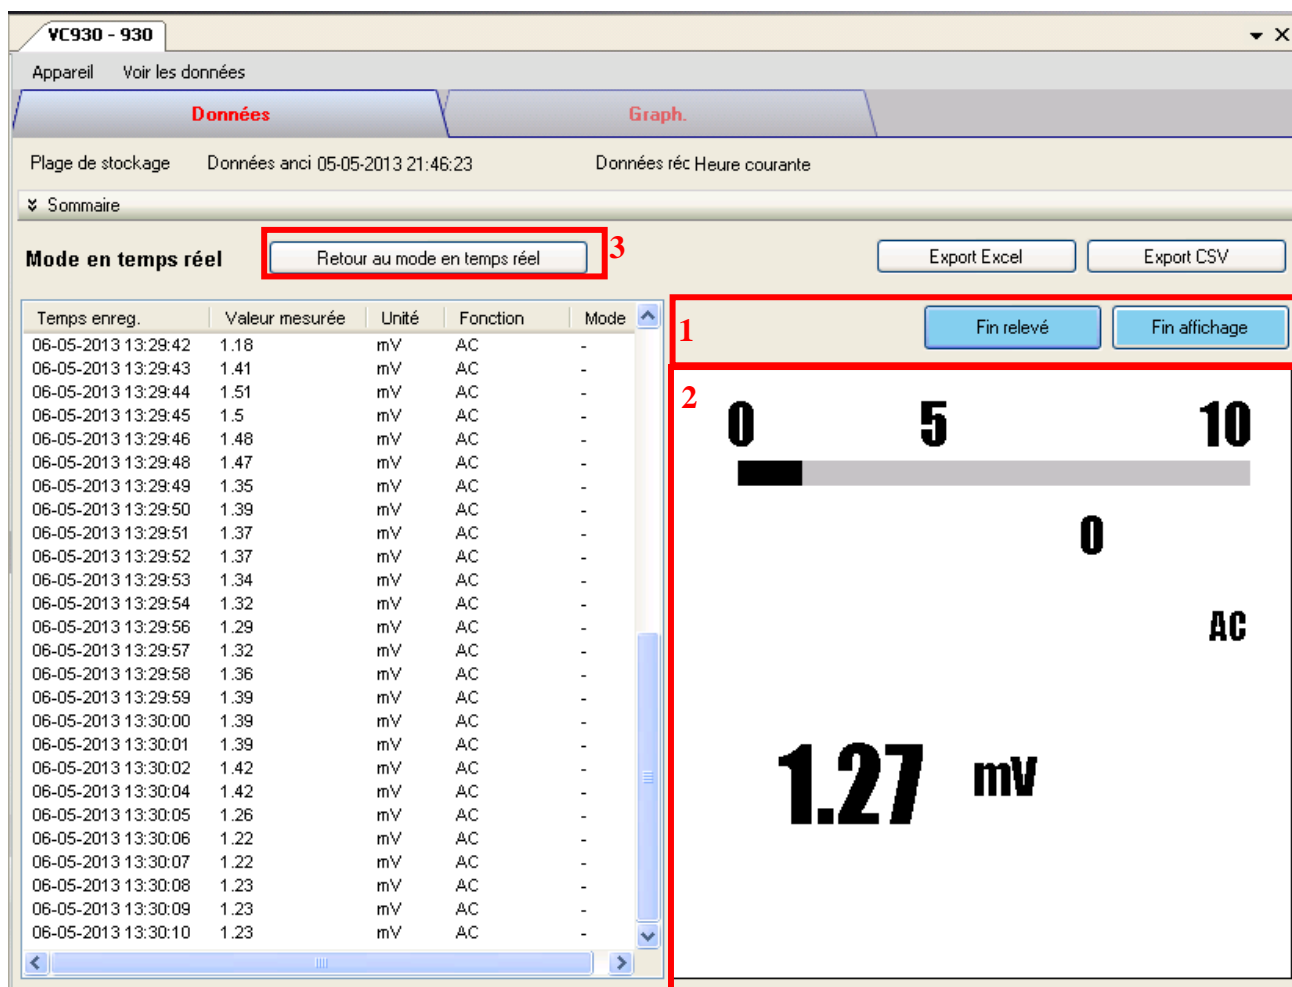 VC930 - 930
Appareil Voir les données
Données Graph.
Plage de stockage Données anci 05-05-2013 21:46:23 Données réc Heure courante
Sommaire
Mode en temps réel Retour au mode en temps réel 3 Export Excel Export CSV
Temps enreg. Valeur mesurée Unité Fonction Mode
1 Fin relevé Fin affichage
06-05-2013 13:29:42 1.18 mV AC -
06-05-2013 13:29:43 1.41 mV AC -
06-05-2013 13:29:44 1.51 mV AC -
06-05-2013 13:29:45 1.5 mV AC -
06-05-2013 13:29:46 1.48 mV AC -
06-05-2013 13:29:48 1.47 mV AC -
06-05-2013 13:29:49 1.35 mV AC -
06-05-2013 13:29:50 1.39 mV AC -
06-05-2013 13:29:51 1.37 mV AC -
06-05-2013 13:29:52 1.37 mV AC -
06-05-2013 13:29:53 1.34 mV AC -
06-05-2013 13:29:54 1.32 mV AC -
06-05-2013 13:29:56 1.29 mV AC -
06-05-2013 13:29:57 1.32 mV AC -
06-05-2013 13:29:58 1.36 mV AC -
06-05-2013 13:29:59 1.39 mV AC -
06-05-2013 13:30:00 1.39 mV AC -
06-05-2013 13:30:01 1.39 mV AC -
06-05-2013 13:30:02 1.42 mV AC -
06-05-2013 13:30:04 1.42 mV AC -
06-05-2013 13:30:05 1.26 mV AC -
06-05-2013 13:30:06 1.22 mV AC -
06-05-2013 13:30:07 1.22 mV AC -
06-05-2013 13:30:08 1.23 mV AC -
06-05-2013 13:30:09 1.23 mV AC -
06-05-2013 13:30:10 1.23 mV AC -
2
0 5 10
0
AC
1.27 mV